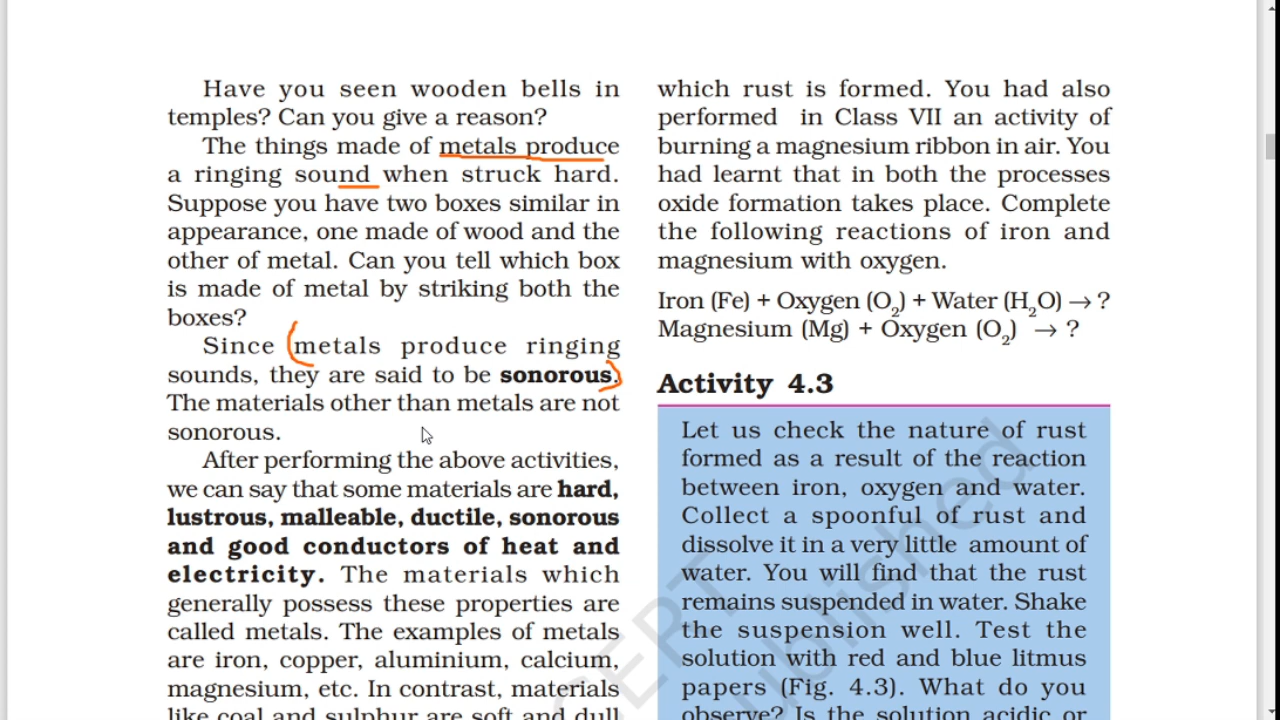 Have you seen wooden bells in
temples? Can you give a reason?
The things made of metals produce
a ringing sound when struck hard.
Suppose you have two boxes similar in
appearance, one made of wood and the
other of metal. Can you tell which box
is made of metal by striking both the
boxes?
Since metals produce ringing
sounds, they are said to be sonorous.
The materials other than metals are not
sonorous.
After performing the above activities,
we can say that some materials are hard,
lustrous, malleable, ductile, sonorous
and good conductors of heat and
electricity. The materials which
generally possess these properties are
called metals. The examples of metals
are iron, copper, aluminium, calcium,
magnesium, etc. In contrast, materials
like coal and sulphur are soft and dull
which rust is formed. You had also
performed in Class VII an activity of
burning a magnesium ribbon in air. You
had learnt that in both the processes
oxide formation takes place. Complete
the following reactions of iron and
magnesium with oxygen.
Iron (Fe) + Oxygen (O₂) + Water (H₂O) → ?
Magnesium (Mg) + Oxygen (O₂) → ?
Activity 4.3
Let us check the nature of rust
formed as a result of the reaction
between iron, oxygen and water.
Collect a spoonful of rust and
dissolve it in a very little amount of
water. You will find that the rust
remains suspended in water. Shake
the suspension well. Test the
solution with red and blue litmus
papers (Fig. 4.3). What do you
observe? Is the solution acidic or